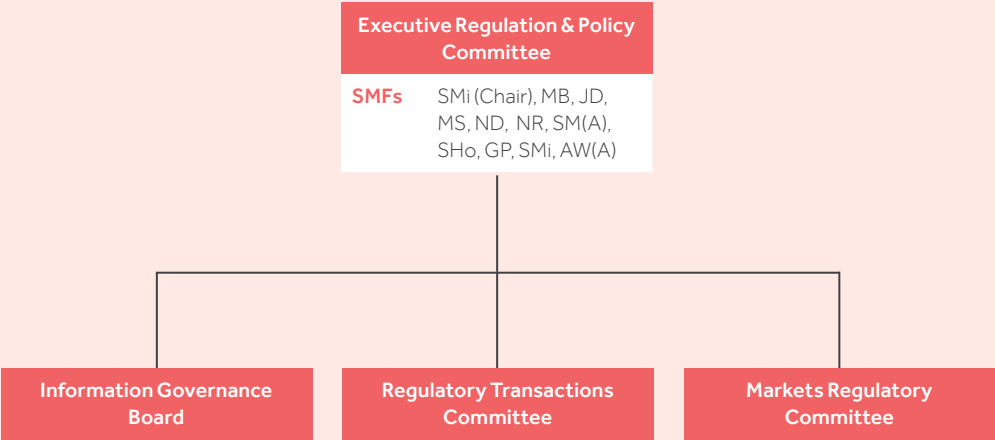 Executive Regulation & Policy
Committee
SMFs SMi (Chair), MB, JD,
MS, ND, NR, SM(A),
SHo, GP, SMi, AW(A)
Information Governance
Board
Regulatory Transactions
Committee
Markets Regulatory
Committee